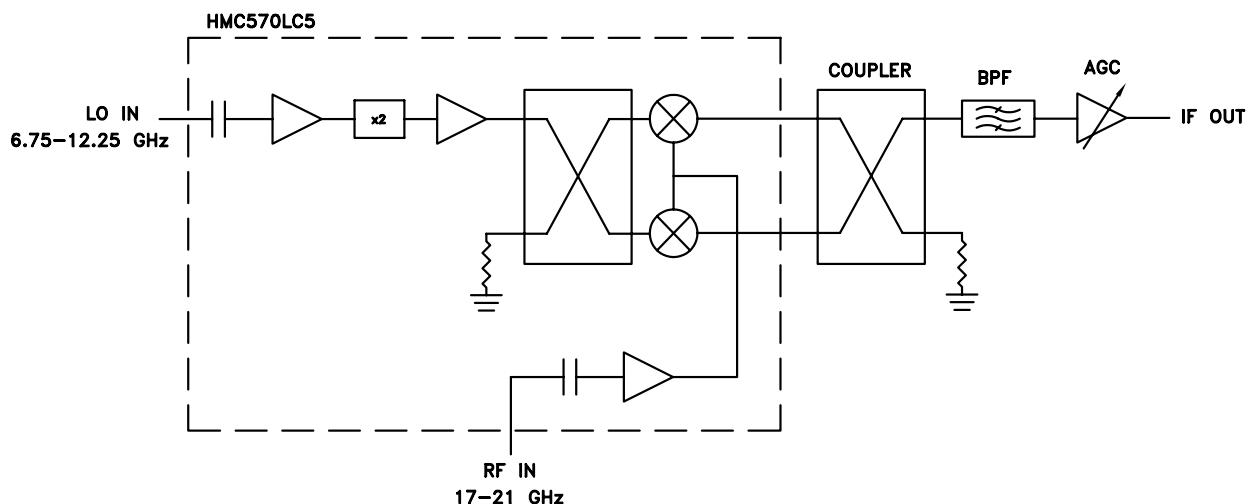 HMC570LC5
COUPLER
BPF
AGC
LO IN
6.75–12.25 GHz
x2
IF OUT
RF IN
17–21 GHz